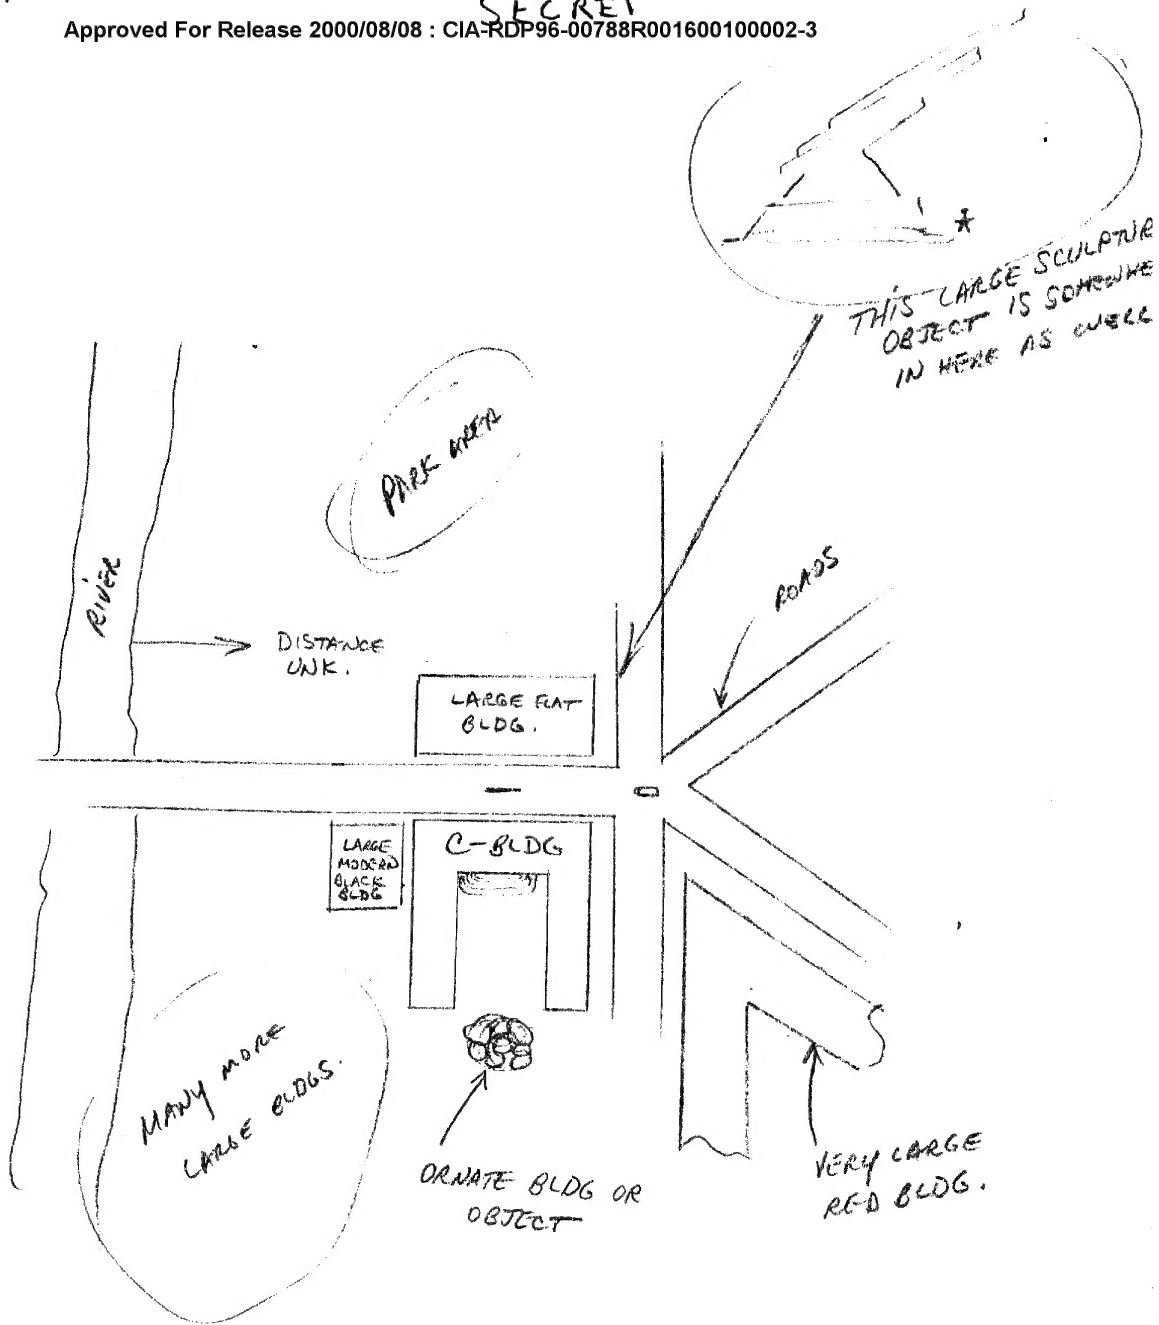 SECRET
Approved For Release 2000/08/08 : CIA-RDP96-00788R001600100002-3
THIS LARGE SCULPTUR
OBJECT IS SOMEWHE
IN HERE AS WELL
PARK AREA
ROADS
RIVER
DISTANCE
UNK.
LARGE FLAT
BLDG.
LARGE
MODERN
BLACK
BLDG
C-BLDG
MANY MORE
LARGE BLDGS.
ORNATE BLDG OR
OBJECT
VERY LARGE
RED BLDG.